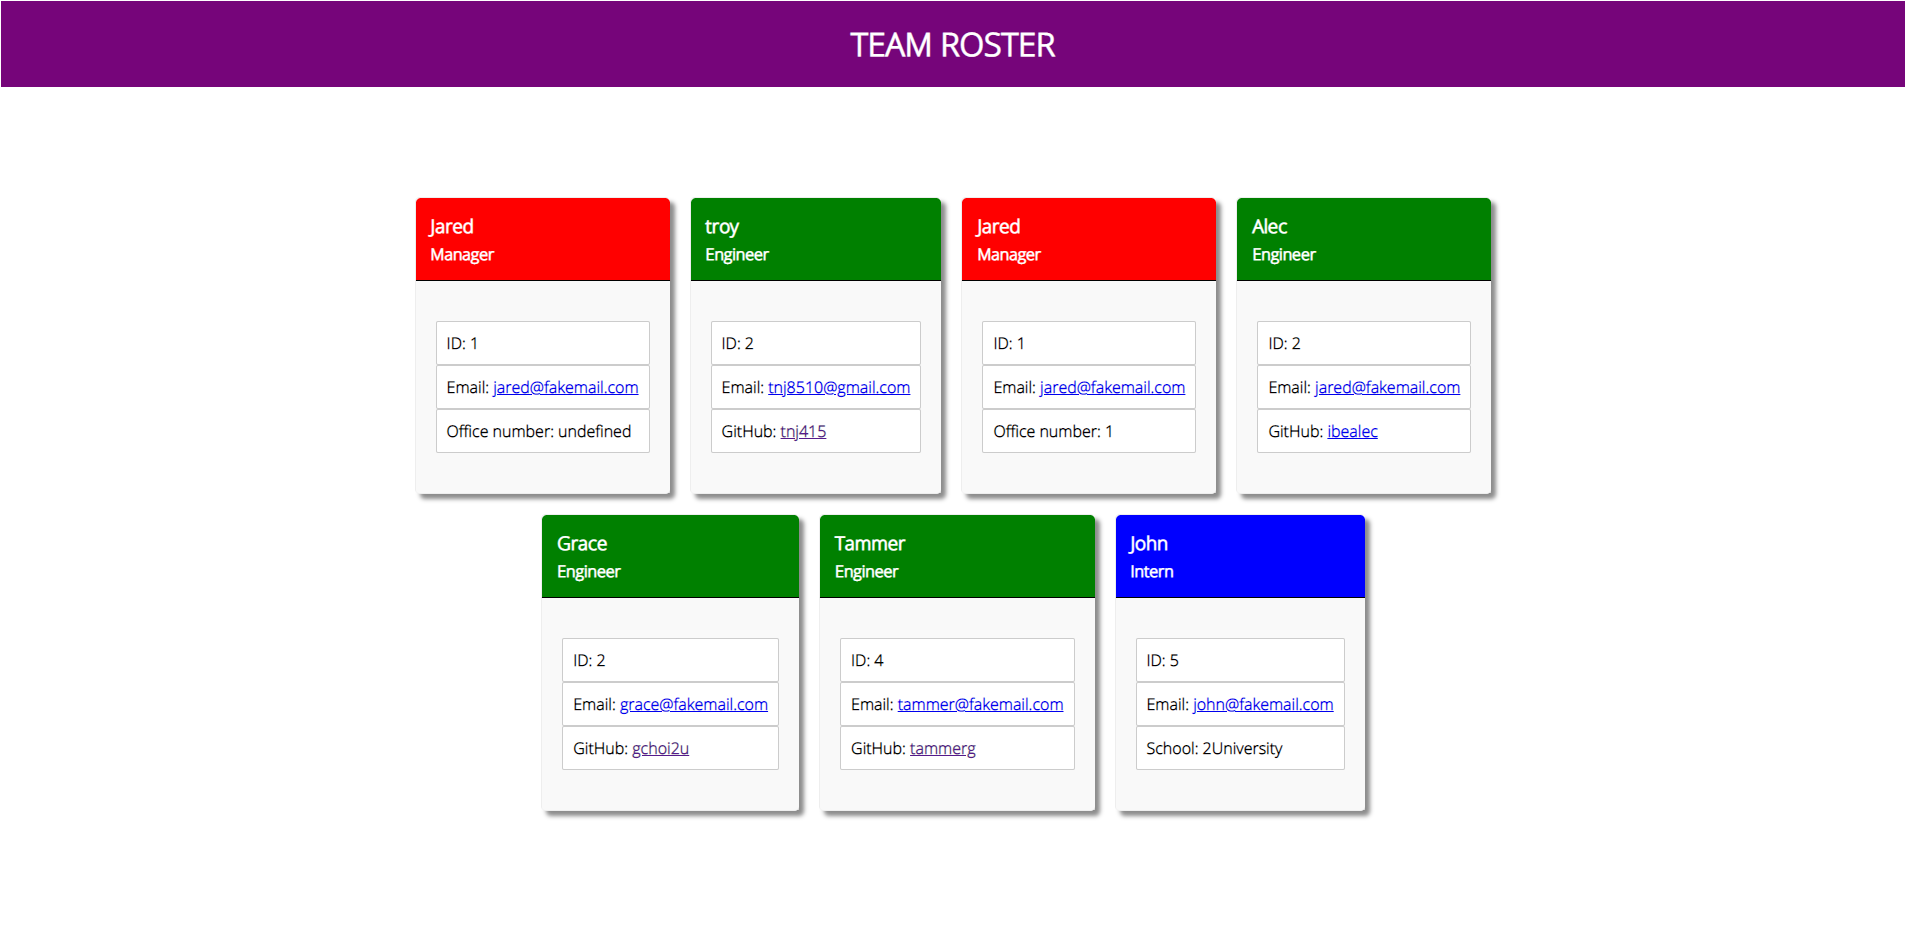 TEAM ROSTER
Jared
Manager
ID: 1
Email: jared@fakemail.com
Office number: undefined
troy
Engineer
ID: 2
Email: tnj8510@gmail.com
GitHub: tnj415
Jared
Manager
ID: 1
Email: jared@fakemail.com
Office number: 1
Alec
Engineer
ID: 2
Email: jared@fakemail.com
GitHub: ibealec
Grace
Engineer
ID: 2
Email: grace@fakemail.com
GitHub: gchoi2u
Tammer
Engineer
ID: 4
Email: tammer@fakemail.com
GitHub: tammerg
John
Intern
ID: 5
Email: john@fakemail.com
School: 2University